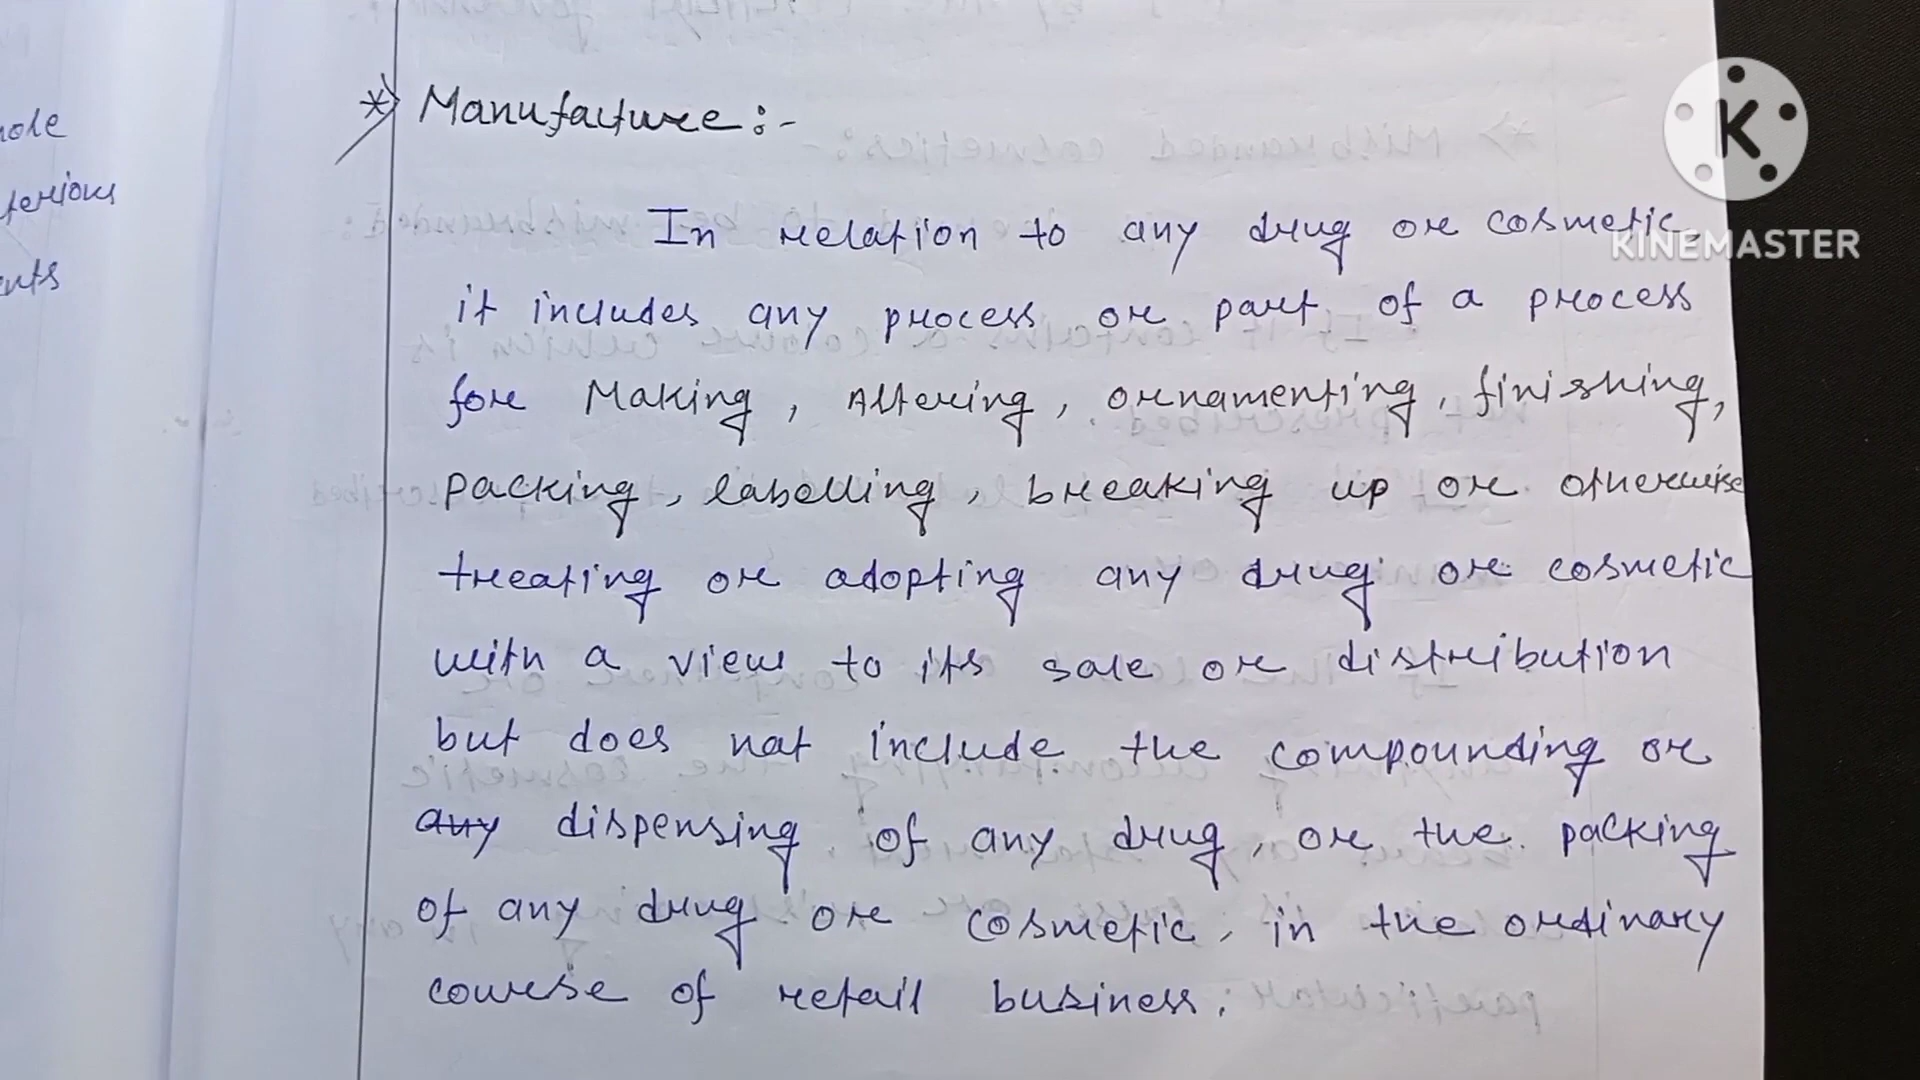 * Manufacture:-
In relation to any drug or cosmetic,
it includes any process or part of a process
for Making, Altering, ornamenting, finishing,
packing, labelling, breaking up or otherwise
treating or adopting any drug or cosmetic
with a view to its sale or distribution
but does not include the compounding or
any dispensing of any drug, or the packing
of any drug or cosmetic, in the ordinary
course of retail business;
K
KINEMASTER